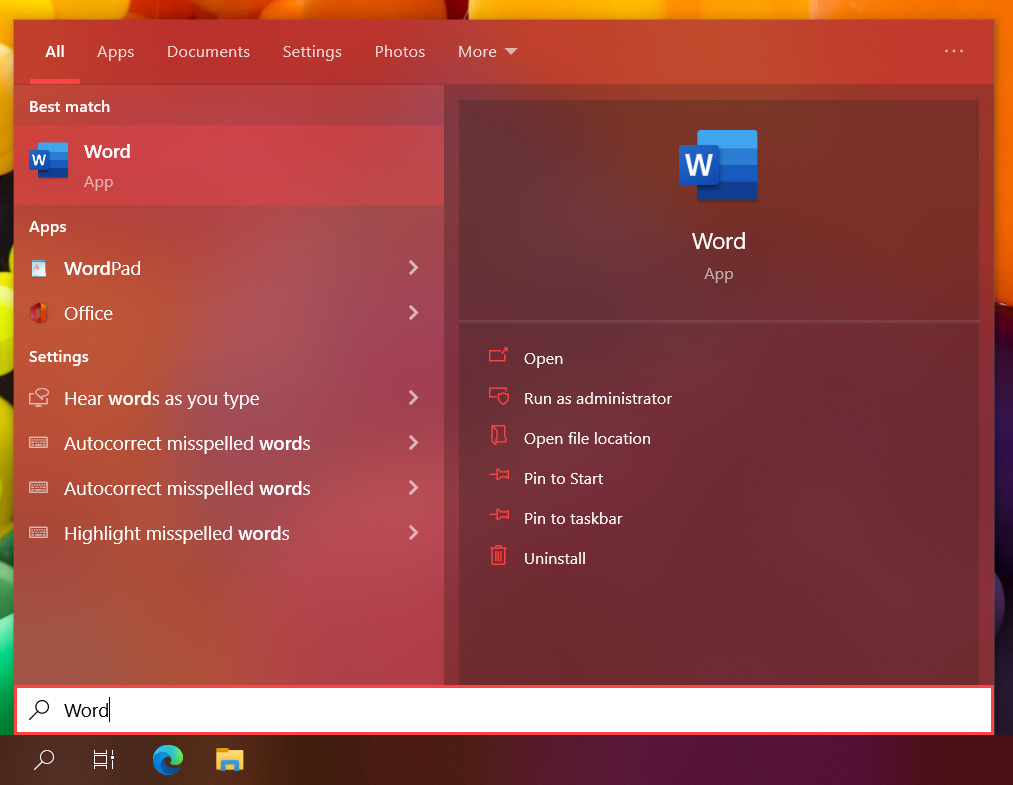 All Apps Documents Settings Photos More ...
Best match
W Word
App
Apps
WordPad
Office
Settings
Hear words as you type
Autocorrect misspelled words
Autocorrect misspelled words
Highlight misspelled words
W
Word
App
Open
Run as administrator
Open file location
Pin to Start
Pin to taskbar
Uninstall
Word